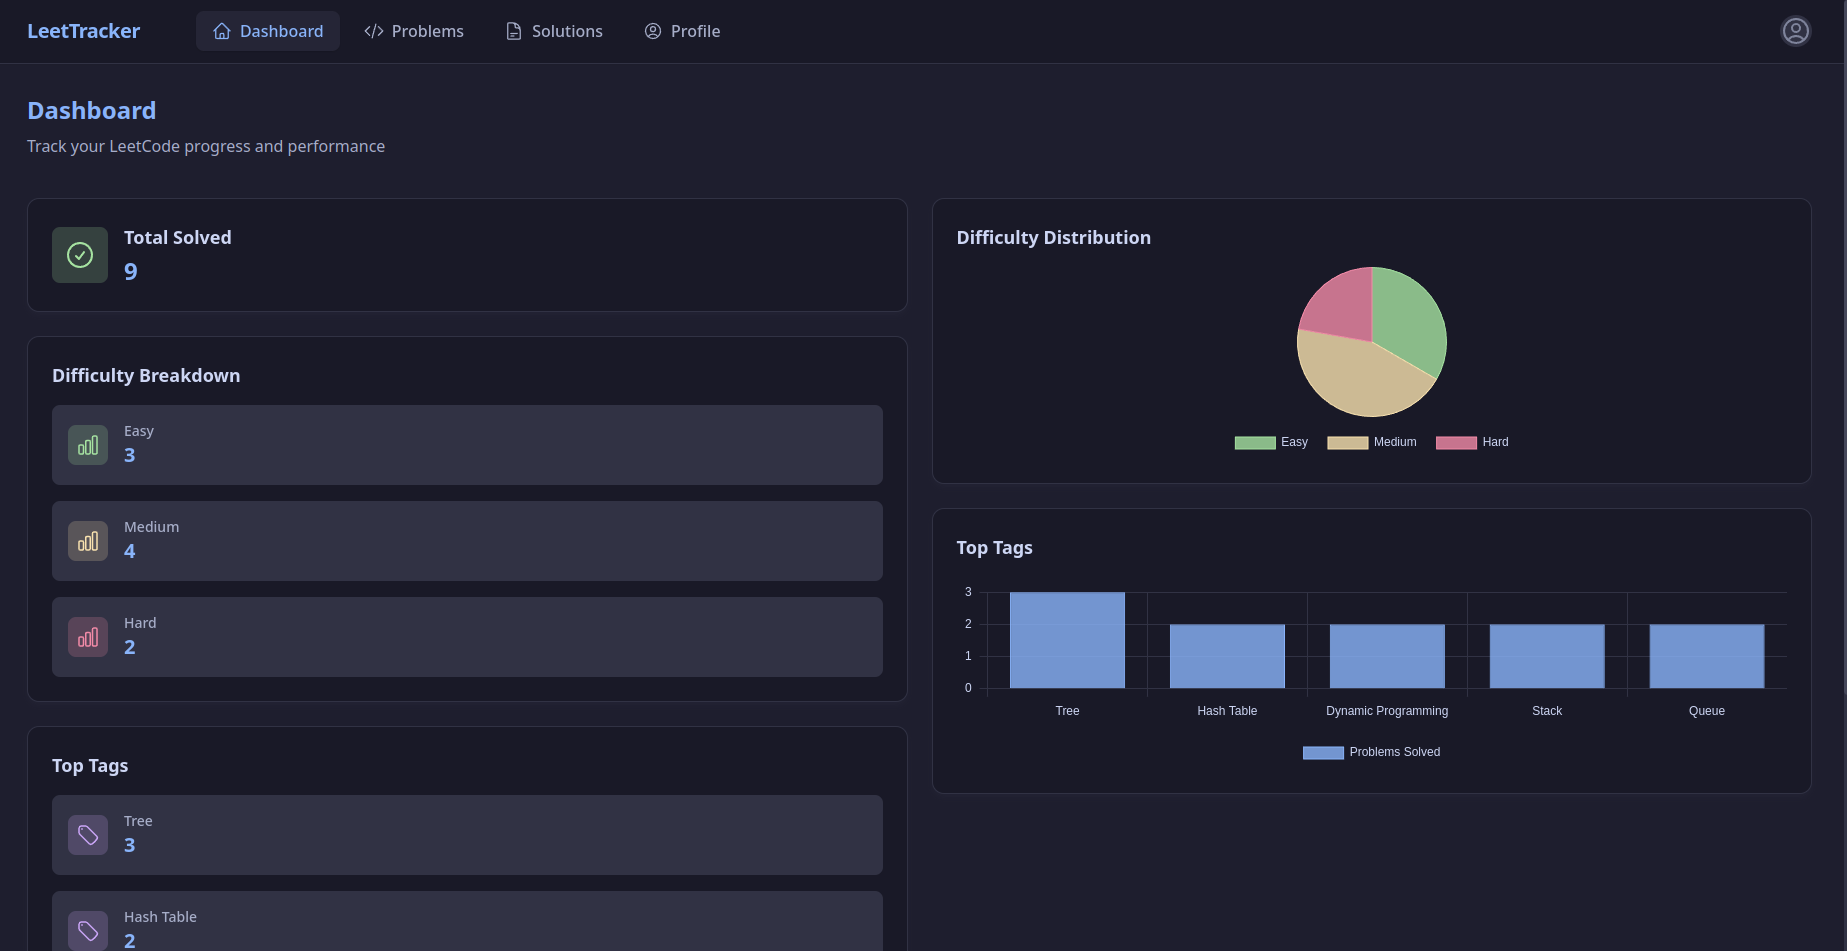 LeetTracker
Dashboard
Problems
Solutions
Profile
Dashboard
Track your LeetCode progress and performance
Total Solved
9
Difficulty Breakdown
Easy
3
Medium
4
Hard
2
Top Tags
Tree
3
Hash Table
2
Difficulty Distribution
Easy
Medium
Hard
Top Tags
3
2
1
0
Tree
Hash Table
Dynamic Programming
Stack
Queue
Problems Solved